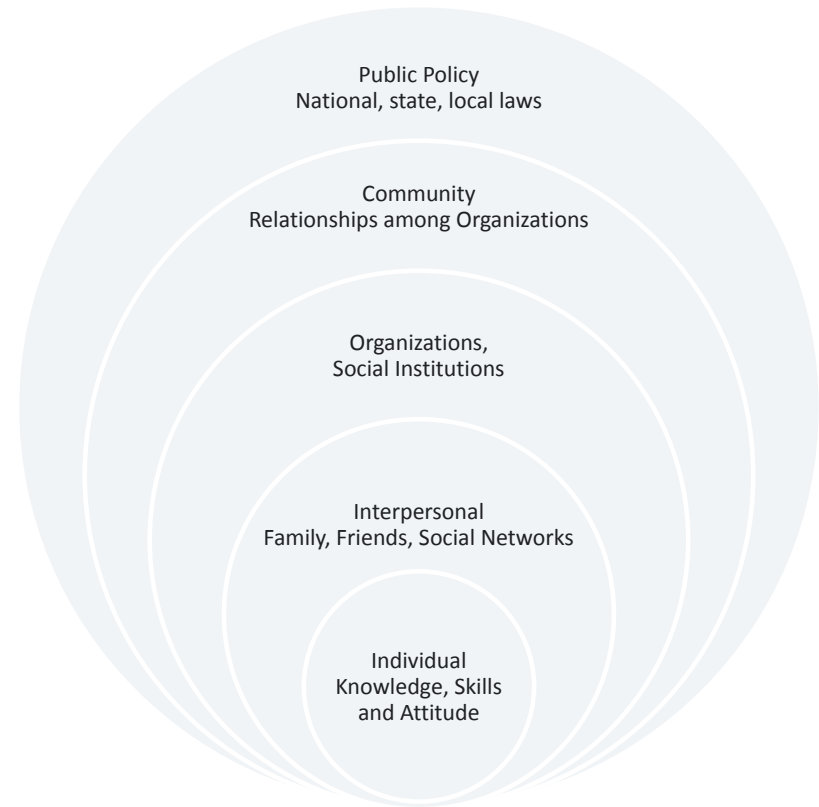 Public Policy
National, state, local laws
Community
Relationships among Organizations
Organizations,
Social Institutions
Interpersonal
Family, Friends, Social Networks
Individual
Knowledge, Skills
and Attitude